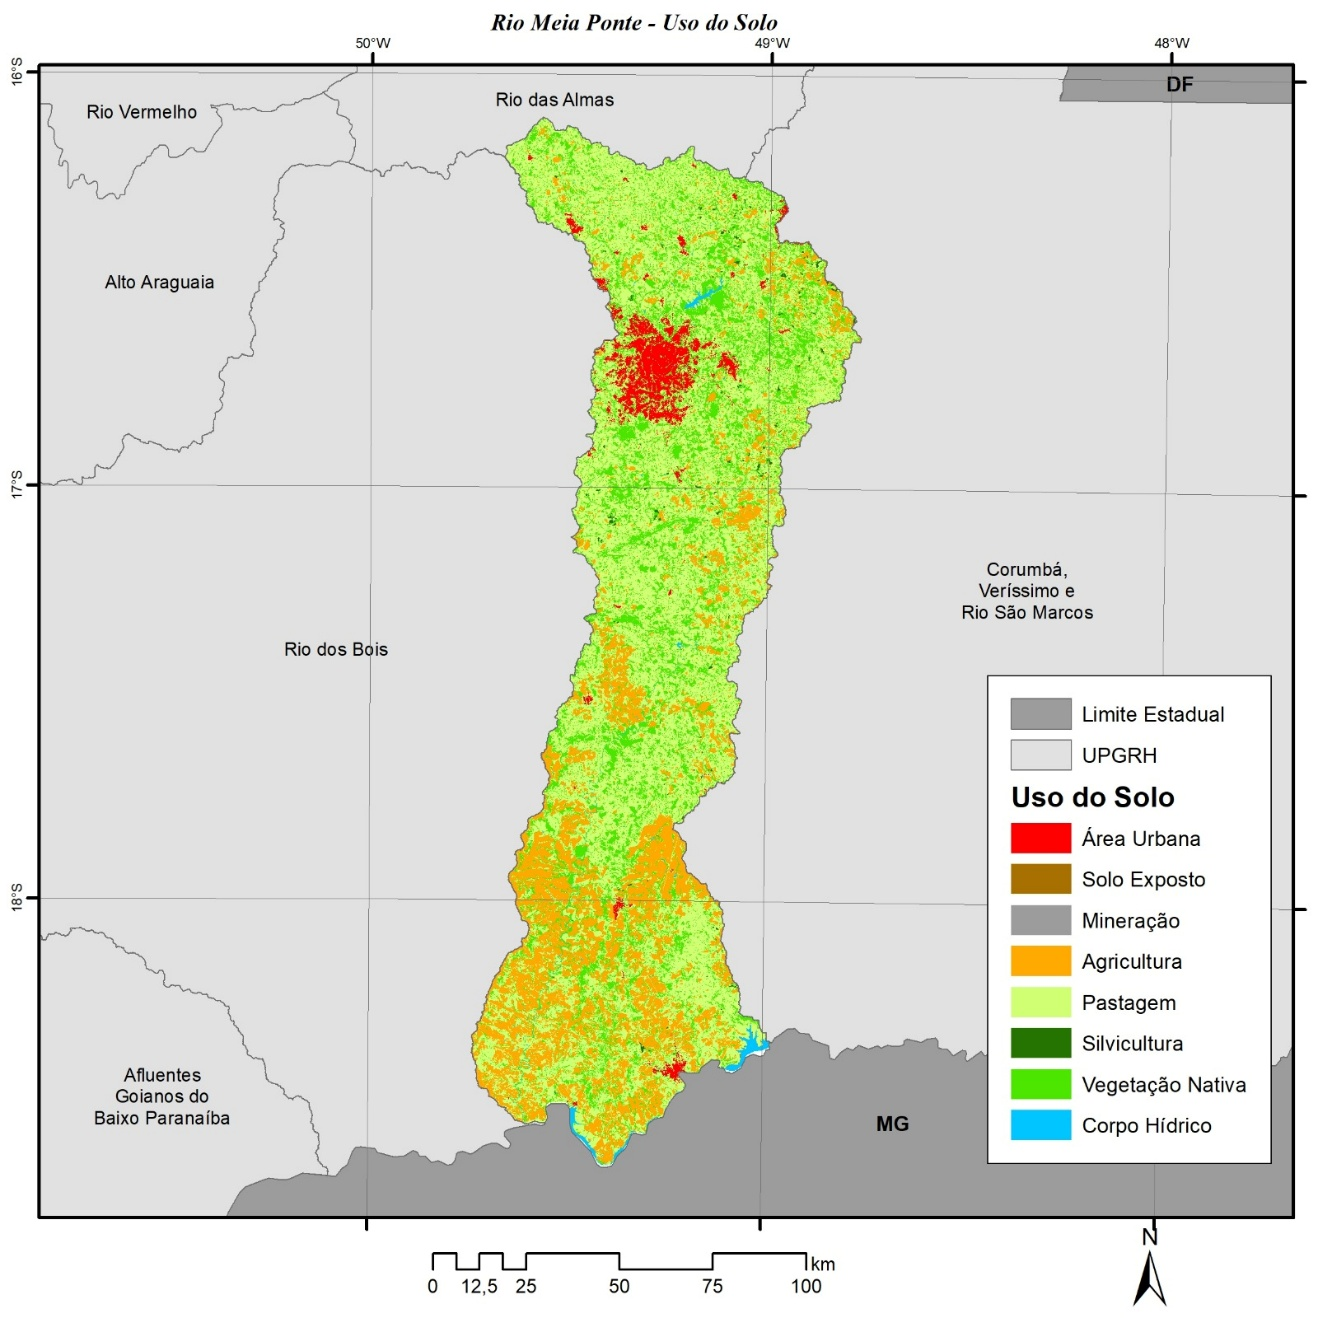 Rio Meia Ponte - Uso do Solo
50°W
49°W
48°W
16°S
DF
Rio Vermelho
Rio das Almas
Alto Araguaia
17°S
Corumbá,
Veríssimo e
Rio São Marcos
Rio dos Bois
Limite Estadual
UPGRH
Uso do Solo
Área Urbana
Solo Exposto
Mineração
Agricultura
Pastagem
Silvicultura
Vegetação Nativa
Corpo Hídrico
18°S
Afluentes
Goianos do
Baixo Paranaíba
MG
N
km
0 12,5 25 50 75 100